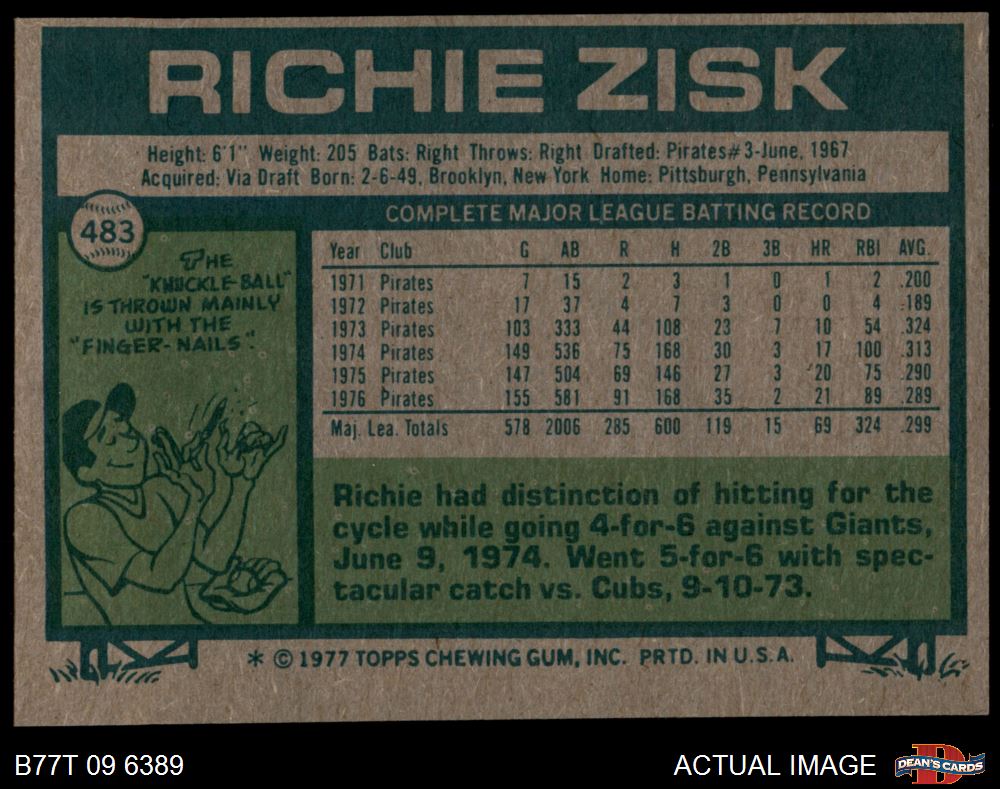 RICHIE ZISK
Height: 6'1" Weight: 205 Bats: Right Throws: Right Drafted: Pirates#3-June, 1967
Acquired: Via Draft Born: 2-6-49, Brooklyn, New York Home: Pittsburgh, Pennsylvania
483
THE
"KNUCKLE-BALL"
IS THROWN MAINLY
WITH THE
"FINGER-NAILS".
COMPLETE MAJOR LEAGUE BATTING RECORD
Year Club G AB R H 2B 3B HR RBI AVG.
1971 Pirates 7 15 2 3 1 0 1 2 .200
1972 Pirates 17 37 4 7 3 0 0 4 .189
1973 Pirates 103 333 44 108 23 7 10 54 .324
1974 Pirates 149 536 75 168 30 3 17 100 .313
1975 Pirates 147 504 69 146 27 3 20 75 .290
1976 Pirates 155 581 91 168 35 2 21 89 .289
Maj. Lea. Totals 578 2006 285 600 119 15 69 324 .299
Richie had distinction of hitting for the
cycle while going 4-for-6 against Giants,
June 9, 1974. Went 5-for-6 with spec-
tacular catch vs. Cubs, 9-10-73.
* © 1977 TOPPS CHEWING GUM, INC. PRTD. IN U.S.A.
B77T 09 6389
ACTUAL IMAGE
D
DEAN'S CARDS